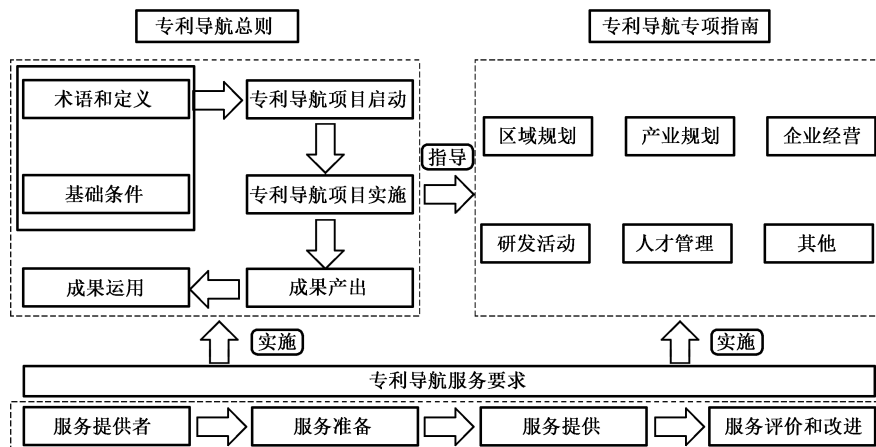 专利导航总则
专利导航专项指南
术语和定义
专利导航项目启动
基础条件
专利导航项目实施
成果运用
成果产出
指导
区域规划
产业规划
企业经营
研发活动
人才管理
其他
实施
实施
专利导航服务要求
服务提供者
服务准备
服务提供
服务评价和改进